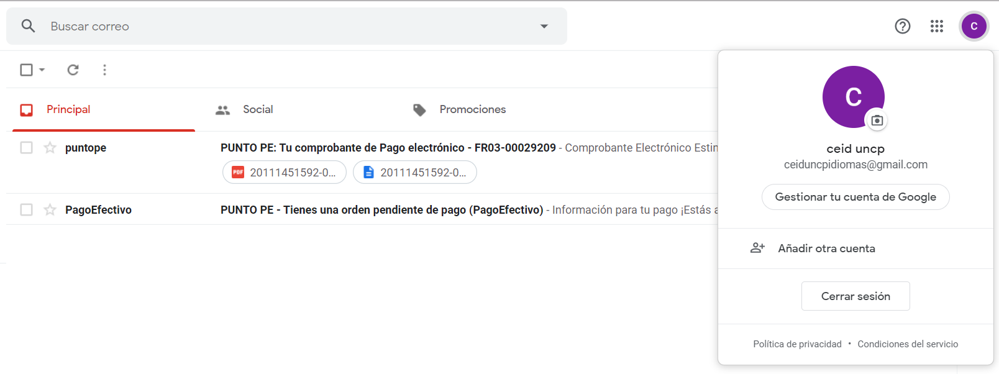 Buscar correo
C
Principal
Social
Promociones
puntope
PUNTO PE: Tu comprobante de Pago electrónico - FR03-00029209 - Comprobante Electrónico Estin
PDF 20111451592-0...
20111451592-0...
PagoEfectivo
PUNTO PE - Tienes una orden pendiente de pago (PagoEfectivo) - Información para tu pago ¡Estás a
C
ceid uncp
ceiduncpidiomas@gmail.com
Gestionar tu cuenta de Google
Añadir otra cuenta
Cerrar sesión
Política de privacidad • Condiciones del servicio